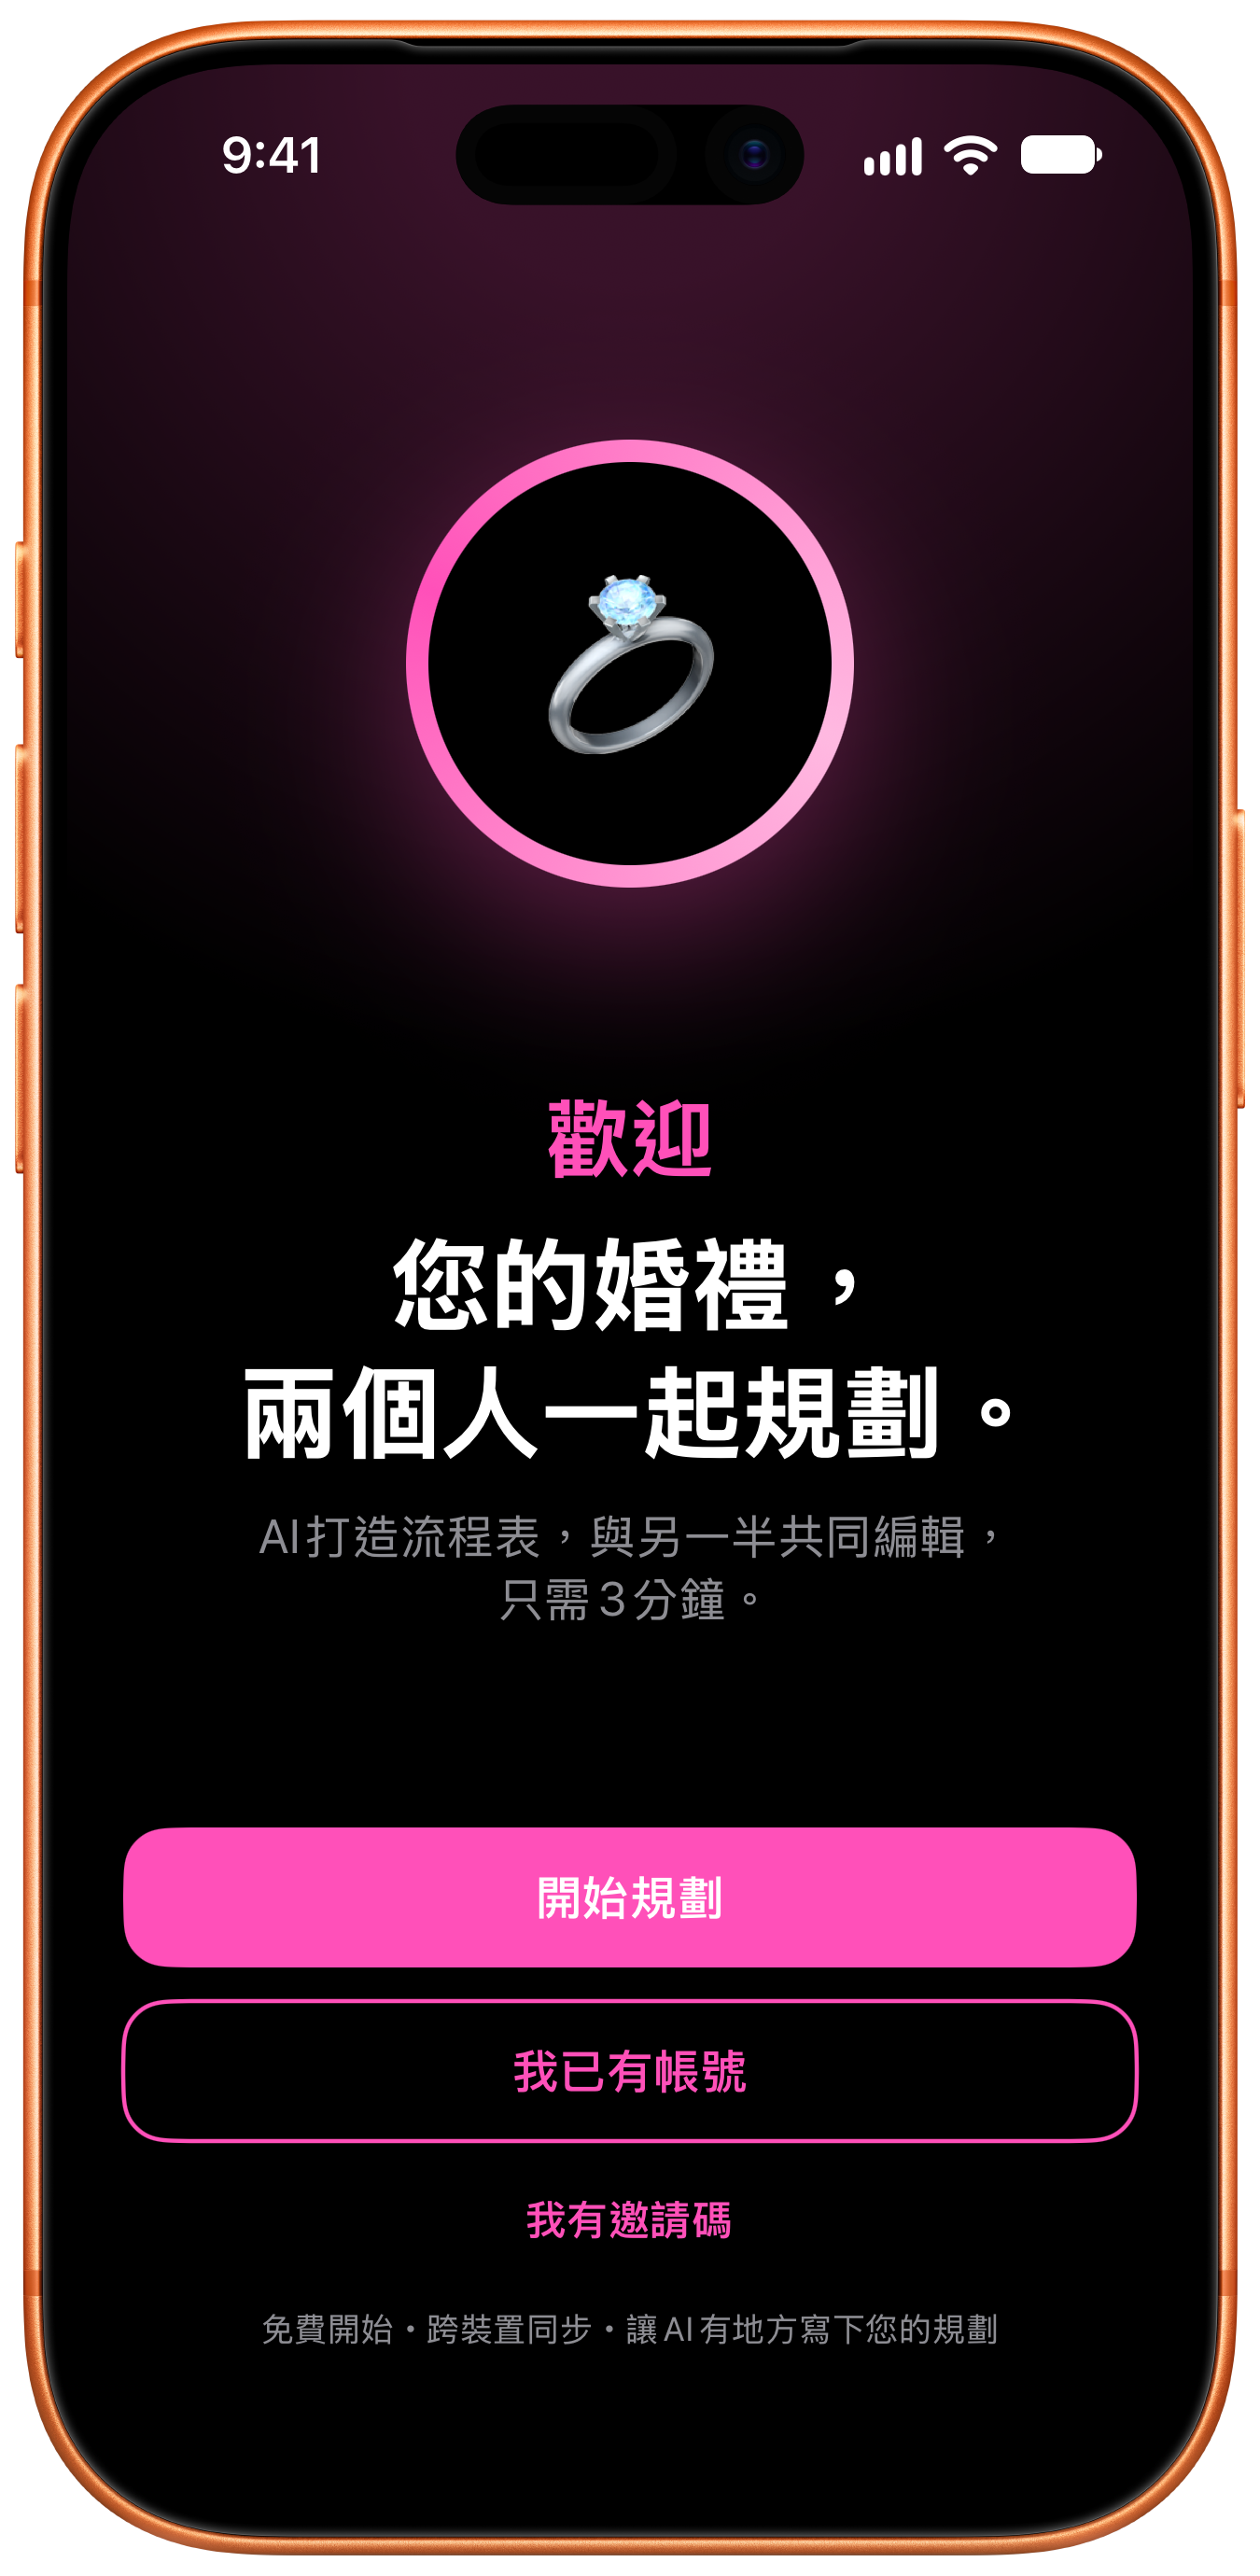 9:41
歡迎
您的婚禮，
兩個人一起規劃。
AI打造流程表，與另一半共同編輯，
只需3分鐘。
開始規劃
我已有帳號
我有邀請碼
免費開始・跨裝置同步・讓AI有地方寫下您的規劃